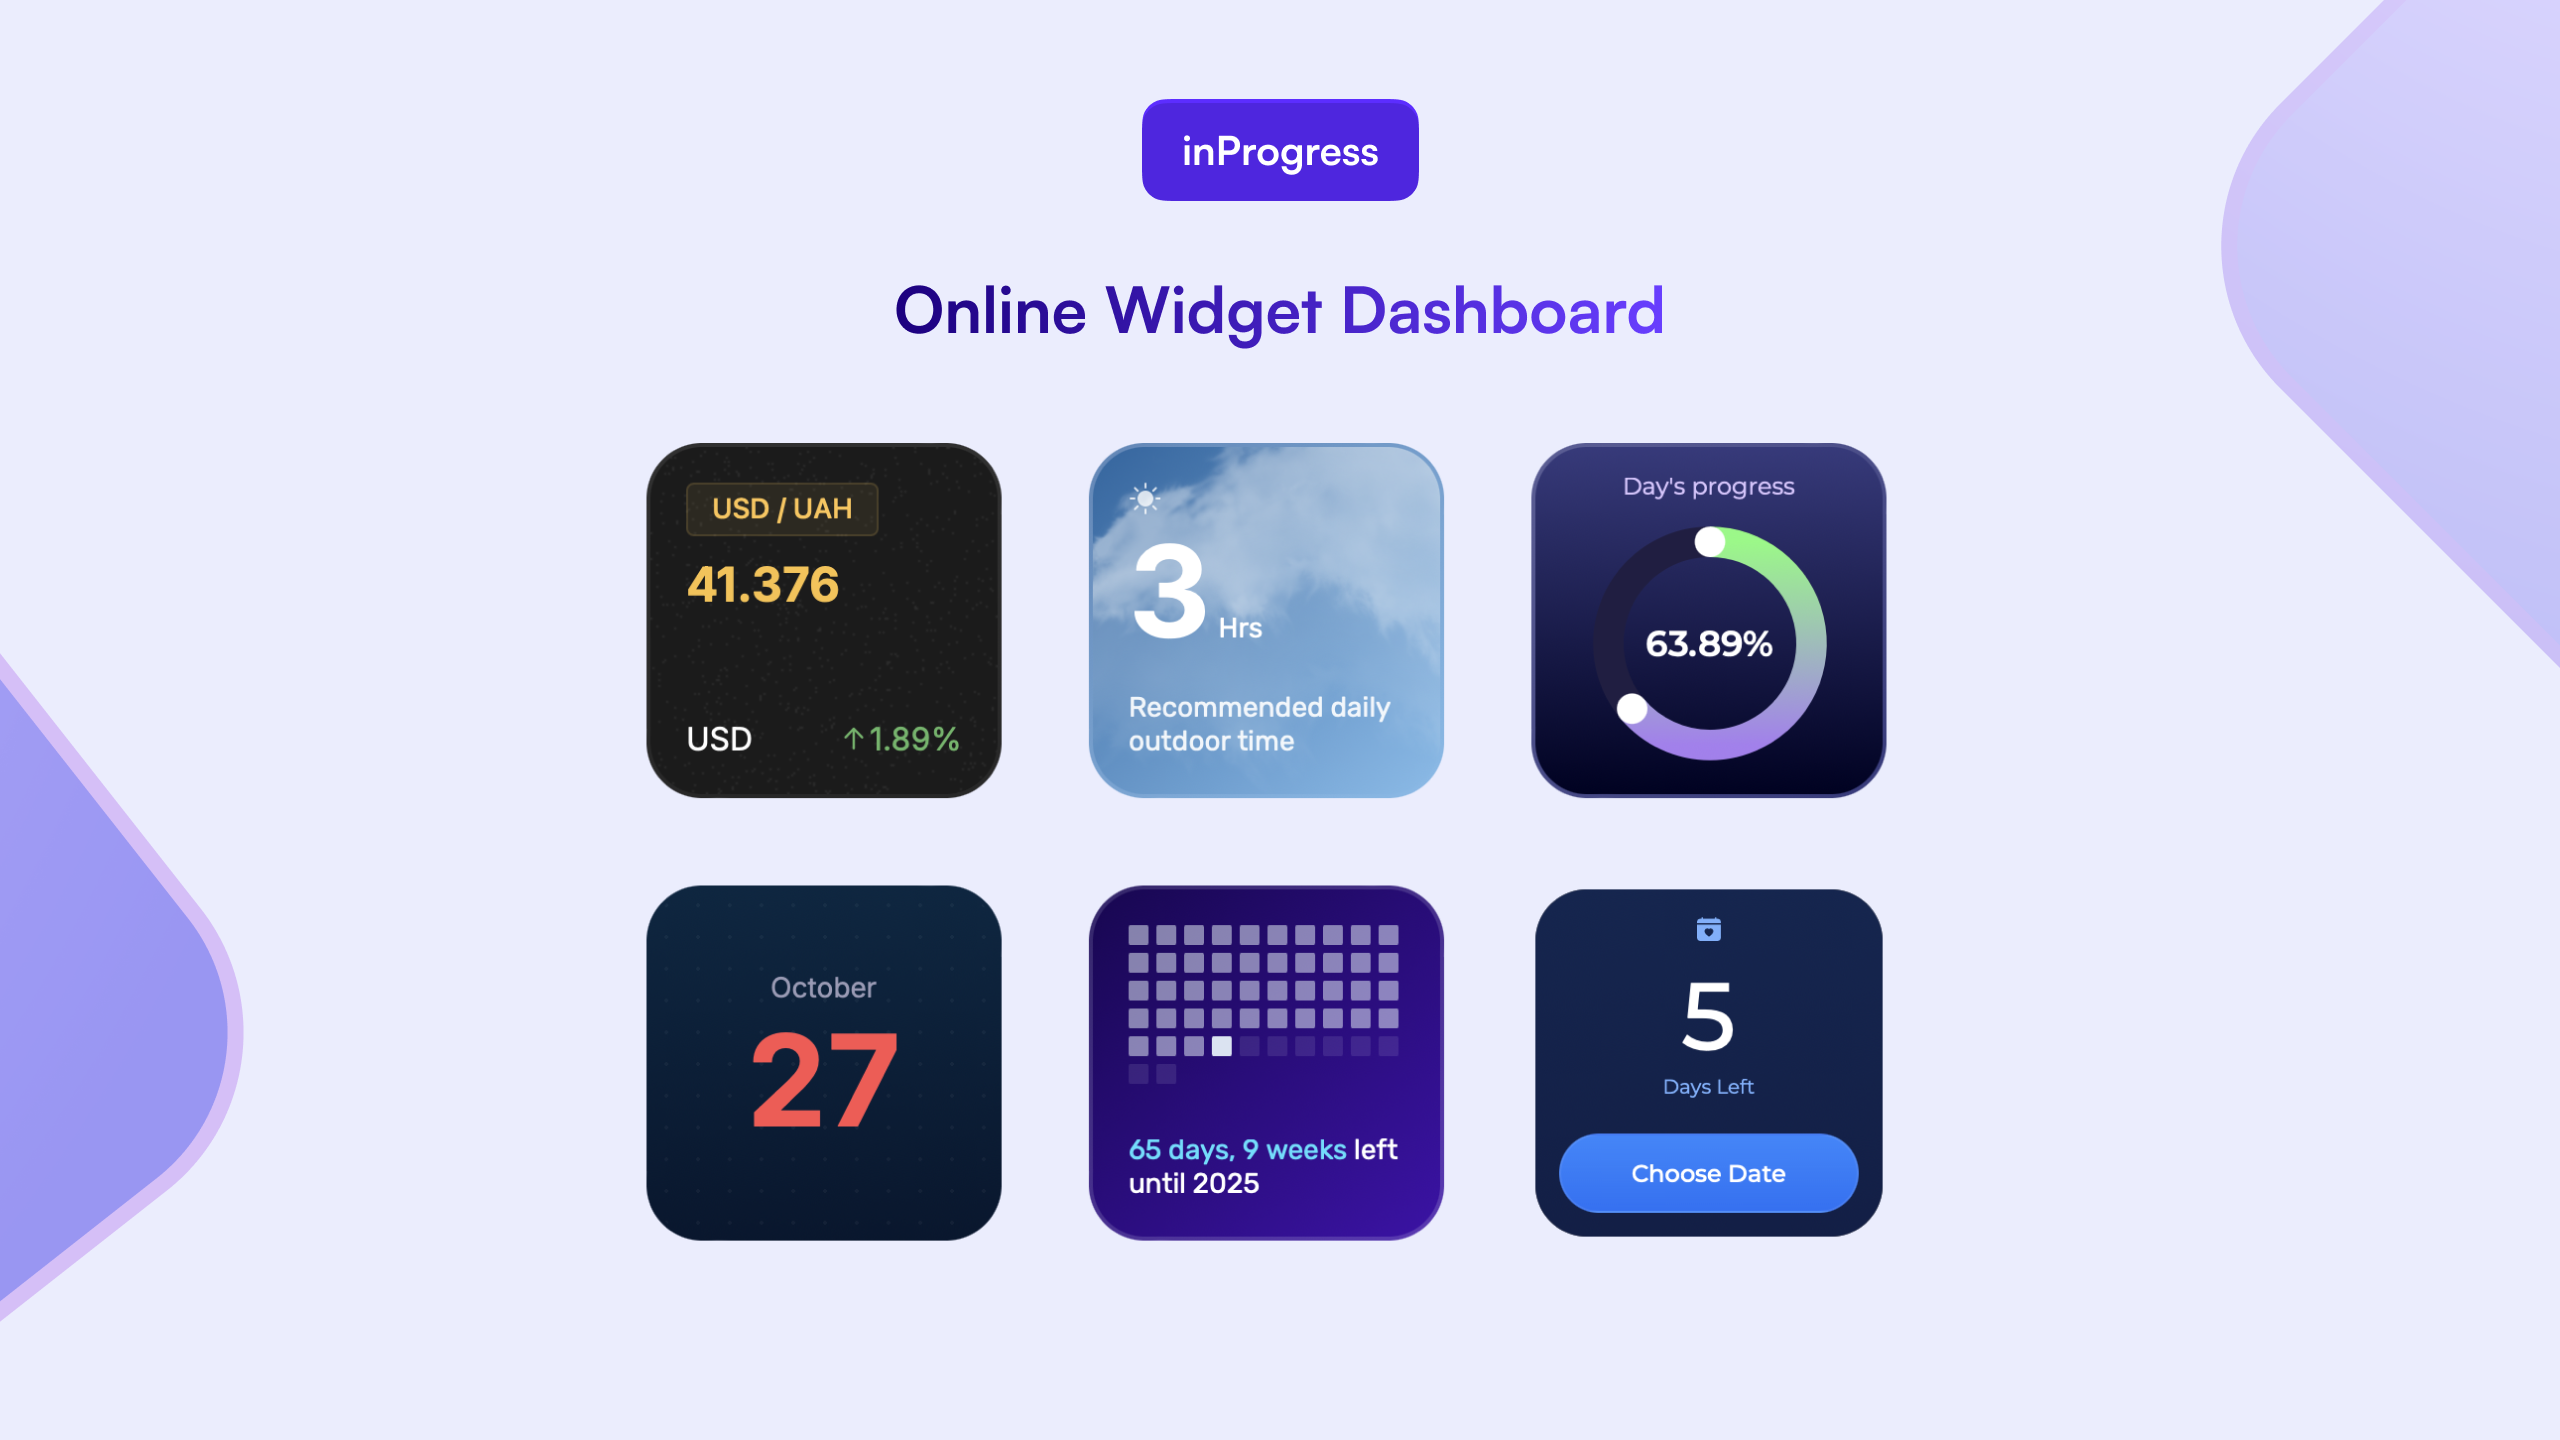 inProgress
Online Widget Dashboard
USD / UAH
41.376
USD ↑1.89%
3 Hrs
Recommended daily
outdoor time
Day's progress
63.89%
October
27
65 days, 9 weeks left
until 2025
5
Days Left
Choose Date